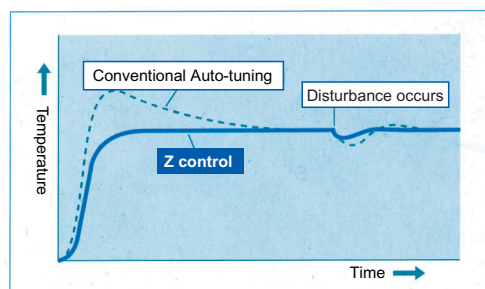 Conventional Auto-tuning
Disturbance occurs
Temperature
Z control
Time